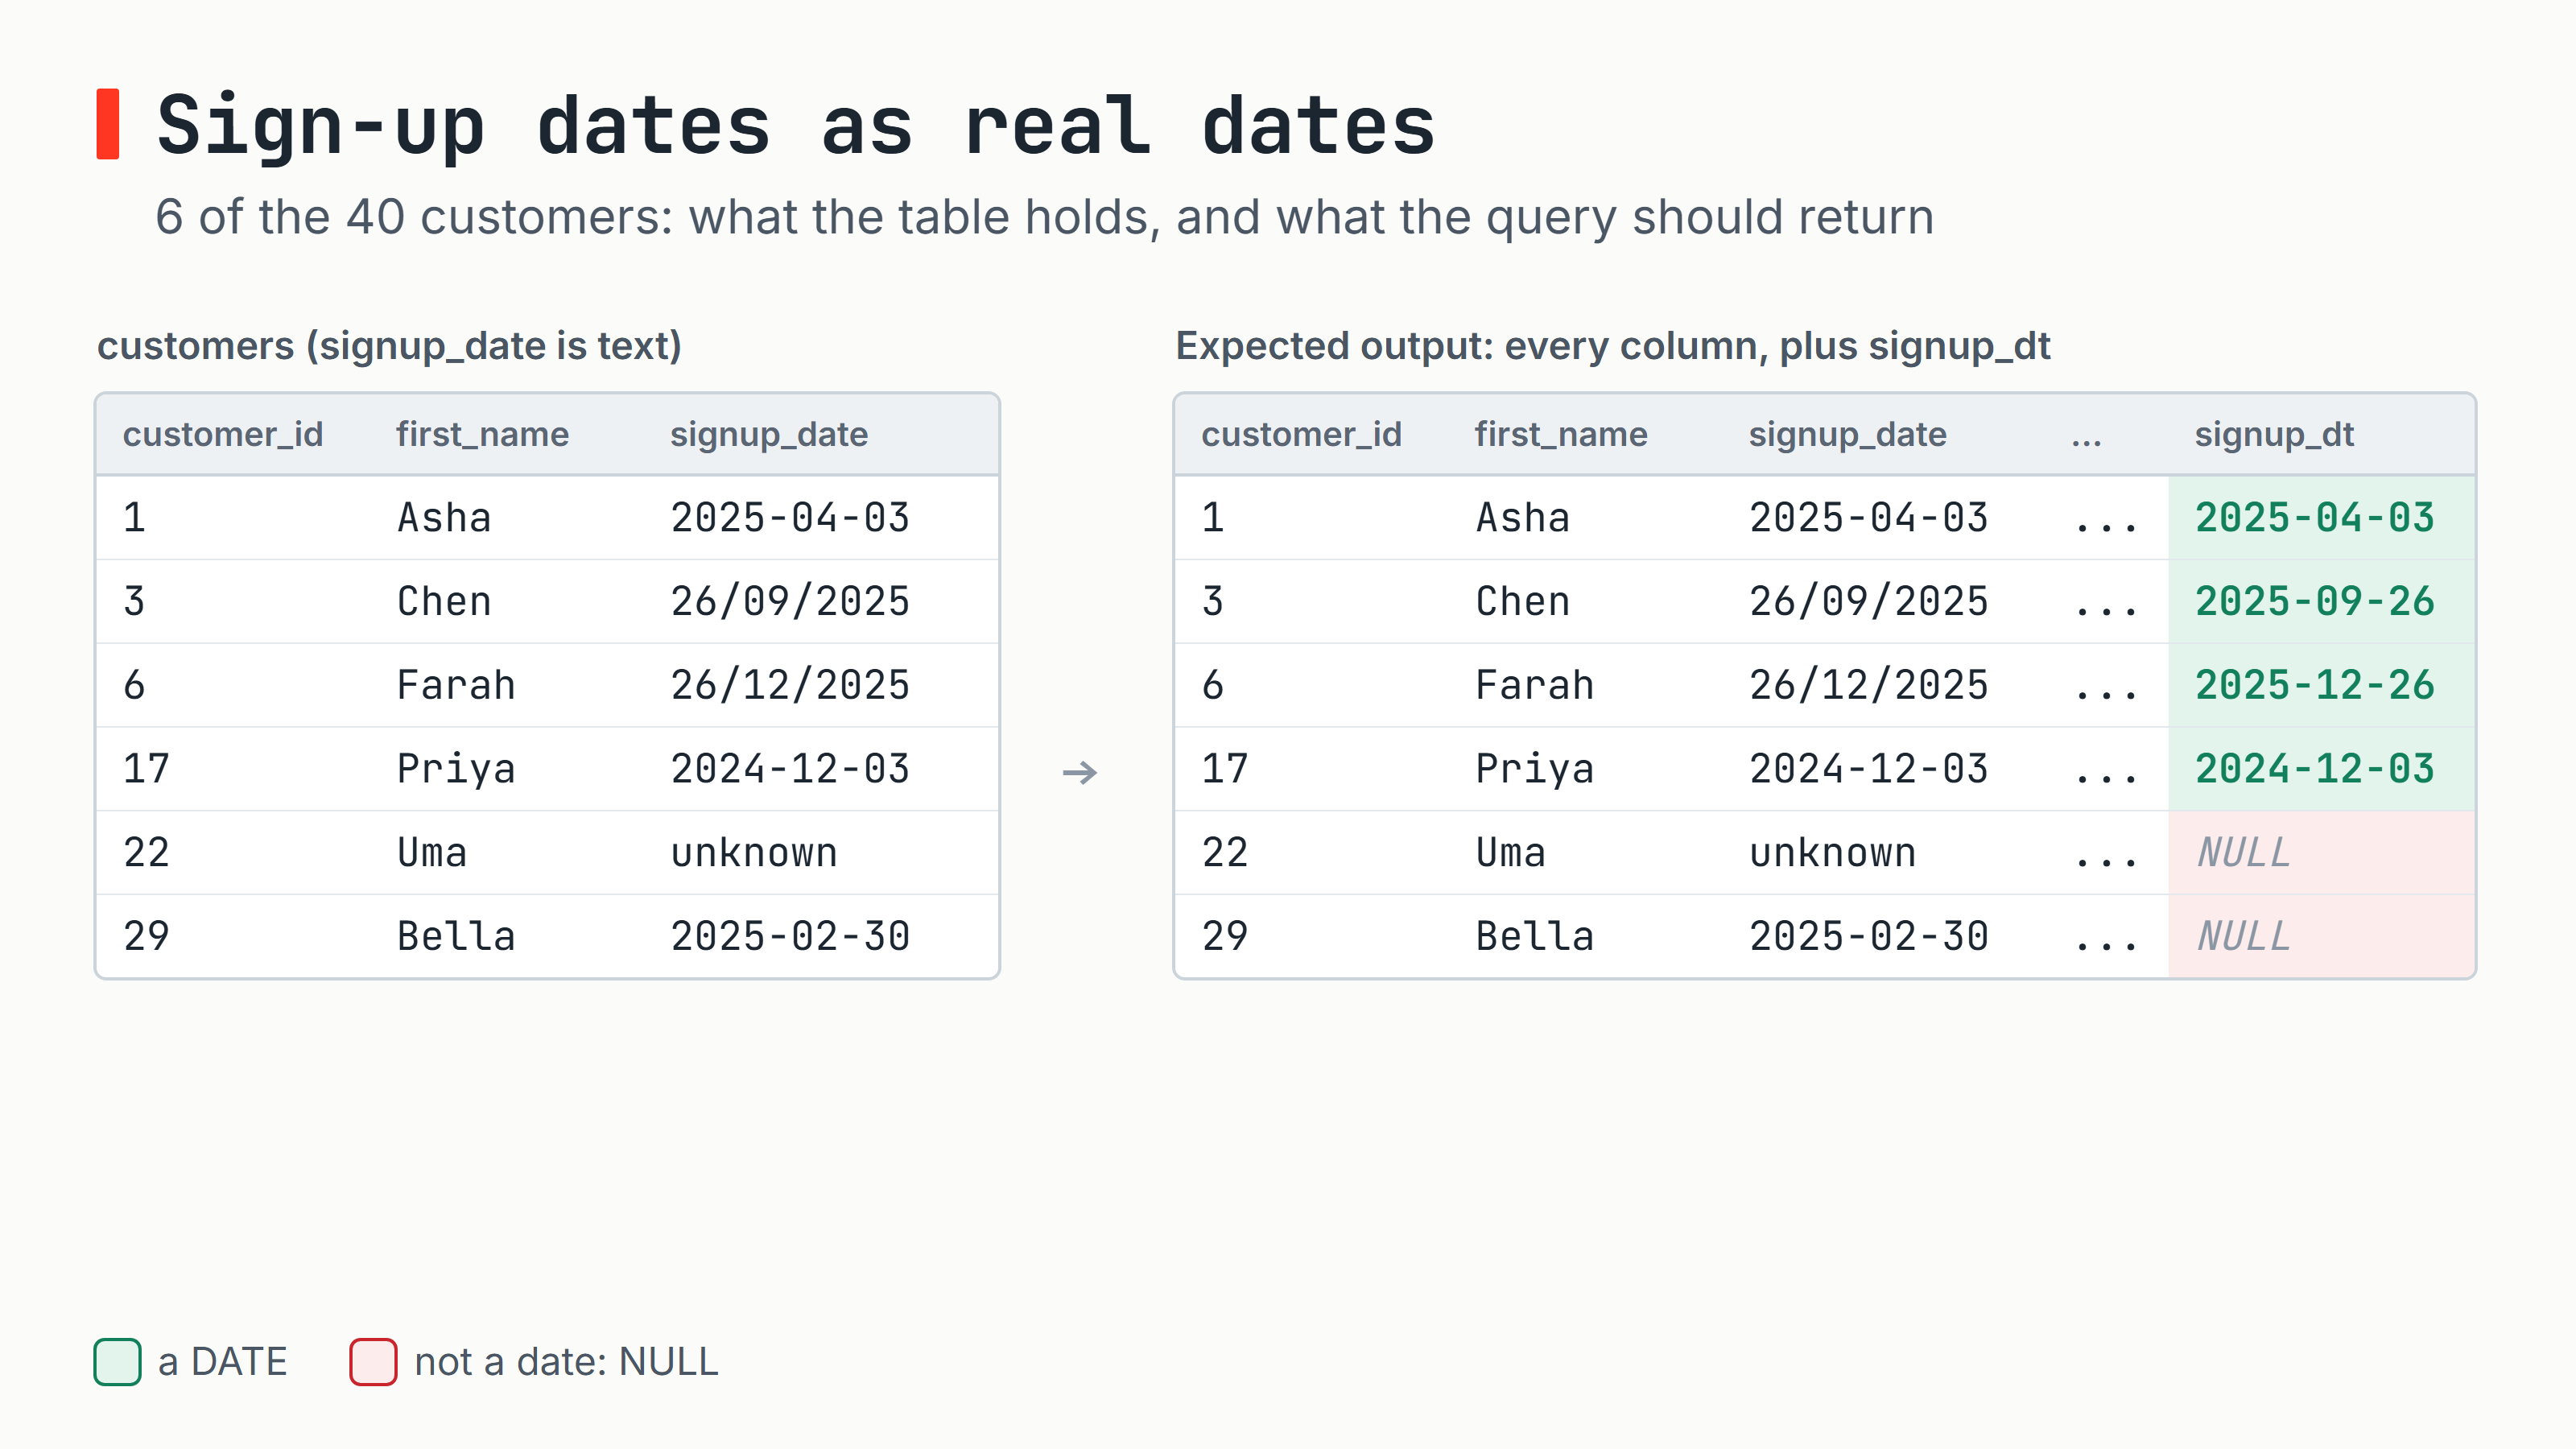 Sign-up dates as real dates
6 of the 40 customers: what the table holds, and what the query should return
customers (signup_date is text)
customer_id first_name signup_date
1 Asha 2025-04-03
3 Chen 26/09/2025
6 Farah 26/12/2025
17 Priya 2024-12-03
22 Uma unknown
29 Bella 2025-02-30
→
Expected output: every column, plus signup_dt
customer_id first_name signup_date ... signup_dt
1 Asha 2025-04-03 ... 2025-04-03
3 Chen 26/09/2025 ... 2025-09-26
6 Farah 26/12/2025 ... 2025-12-26
17 Priya 2024-12-03 ... 2024-12-03
22 Uma unknown ... NULL
29 Bella 2025-02-30 ... NULL
a DATE
not a date: NULL